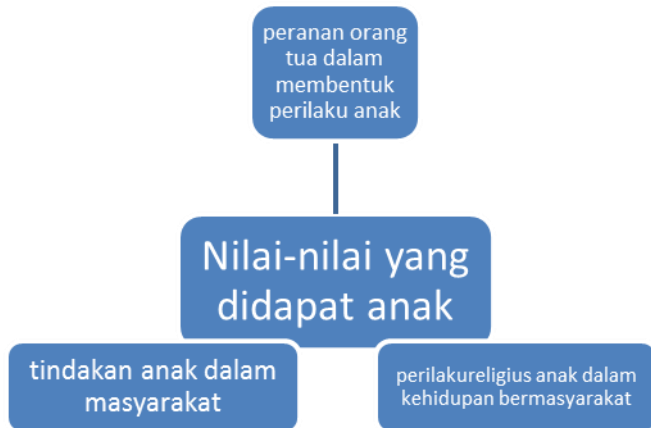 peranan orang
tua dalam
membentuk
perilaku anak
Nilai-nilai yang
didapat anak
tindakan anak dalam
masyarakat
perilakureligius anak dalam
kehidupan bermasyarakat